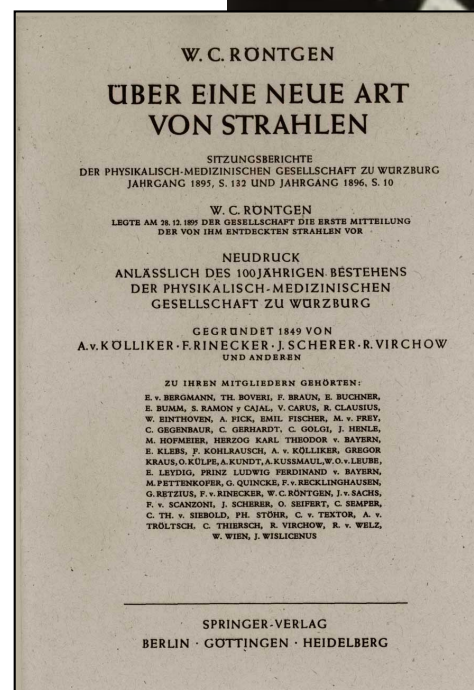 W. C. RÖNTGEN
ÜBER EINE NEUE ART
VON STRAHLEN
SITZUNGSBERICHTE
DER PHYSIKALISCH-MEDIZINISCHEN GESELLSCHAFT ZU WÜRZBURG
JAHRGANG 1895, S. 132 UND JAHRGANG 1896, S. 10
W. C. RÖNTGEN
LEGTE AM 28. 12. 1895 DER GESELLSCHAFT DIE ERSTE MITTEILUNG
DER VON IHM ENTDECKTEN STRAHLEN VOR
NEUDRUCK
ANLÄSSLICH DES 100JÄHRIGEN BESTEHENS
DER PHYSIKALISCH-MEDIZINISCHEN
GESELLSCHAFT ZU WÜRZBURG
GEGRÜNDET 1849 VON
A. v. KÖLLIKER · F. RINECKER · J. SCHERER · R. VIRCHOW
UND ANDEREN
ZU IHREN MITGLIEDERN GEHÖRTEN:
E. v. BERGMANN, TH. BOVERI, F. BRAUN, E. BUCHNER,
E. BUMM, S. RAMON y CAJAL, V. CARUS, R. CLAUSIUS,
W. EINTHOVEN, A. FICK, EMIL FISCHER, M. v. FREY,
C. GEGENBAUR, C. GERHARDT, C. GOLGI, J. HENLE,
M. HOFMEIER, HERZOG KARL THEODOR v. BAYERN,
E. KLEBS, F. KOHLRAUSCH, A. v. KÖLLIKER, GREGOR
KRAUS, O. KÜLPE, A. KUNDT, A. KUSSMAUL, W. O. v. LEUBE,
E. LEYDIG, PRINZ LUDWIG FERDINAND v. BAYERN,
M. PETTENKOFER, G. QUINCKE, F. v. RECKLINGHAUSEN,
G. RETZIUS, F. v. RINECKER, W. C. RÖNTGEN, J. v. SACHS,
F. v. SCANZONI, J. SCHERER, O. SEIFERT, C. SEMPER,
C. TH. v. SIEBOLD, PH. STÖHR, C. v. TEXTOR, A. v.
TRÖLTSCH, C. THIERSCH, R. VIRCHOW, R. v. WELZ,
W. WIEN, J. WISLICENUS
SPRINGER-VERLAG
BERLIN · GÖTTINGEN · HEIDELBERG